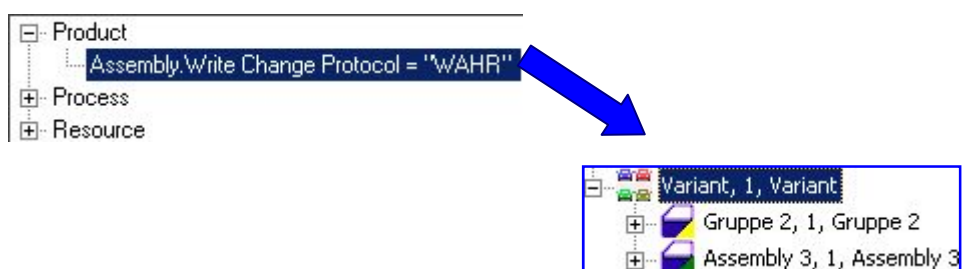 Product
Assembly.Write Change Protocol = "WAHR"
Process
Resource
Variant, 1, Variant
Gruppe 2, 1, Gruppe 2
Assembly 3, 1, Assembly 3